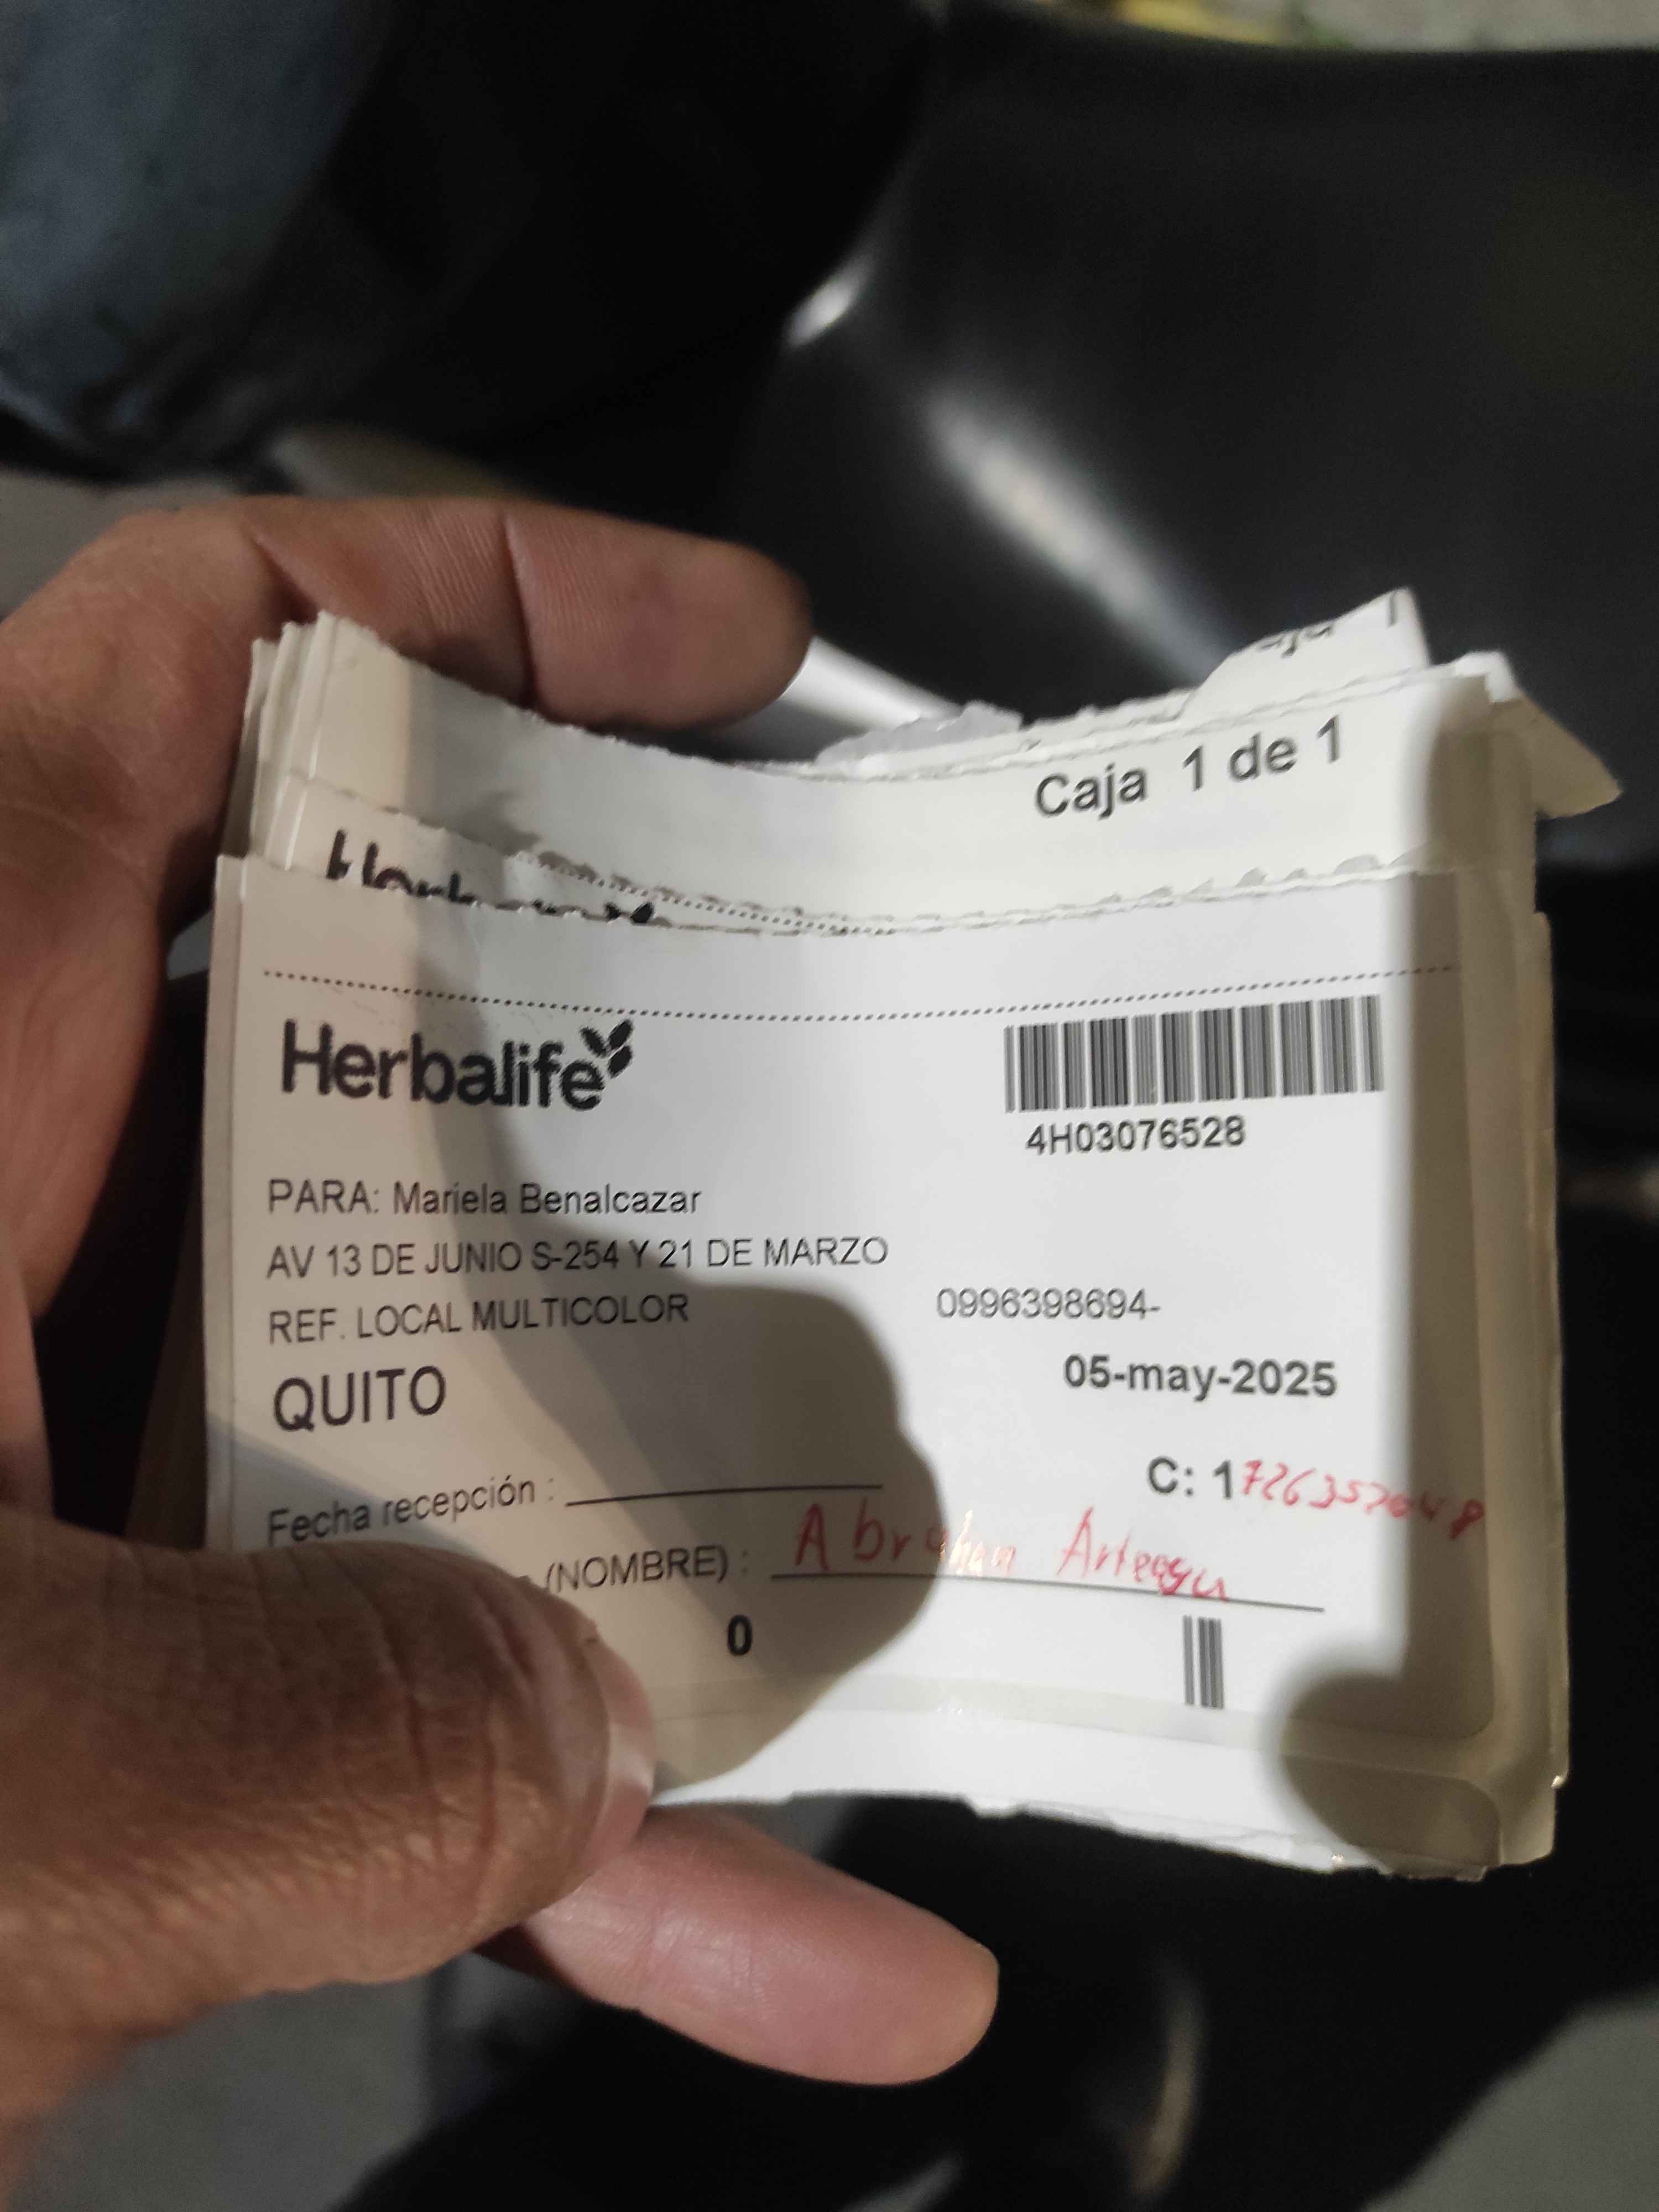 Caja 1 de 1
Herbalife
4H03076528
PARA: Mariela Benalcazar
AV 13 DE JUNIO S-254 Y 21 DE MARZO
REF. LOCAL MULTICOLOR
0996398694-
QUITO
05-may-2025
C: 1
Fecha recepción :
(NOMBRE) : Abrahan Arteaga
0